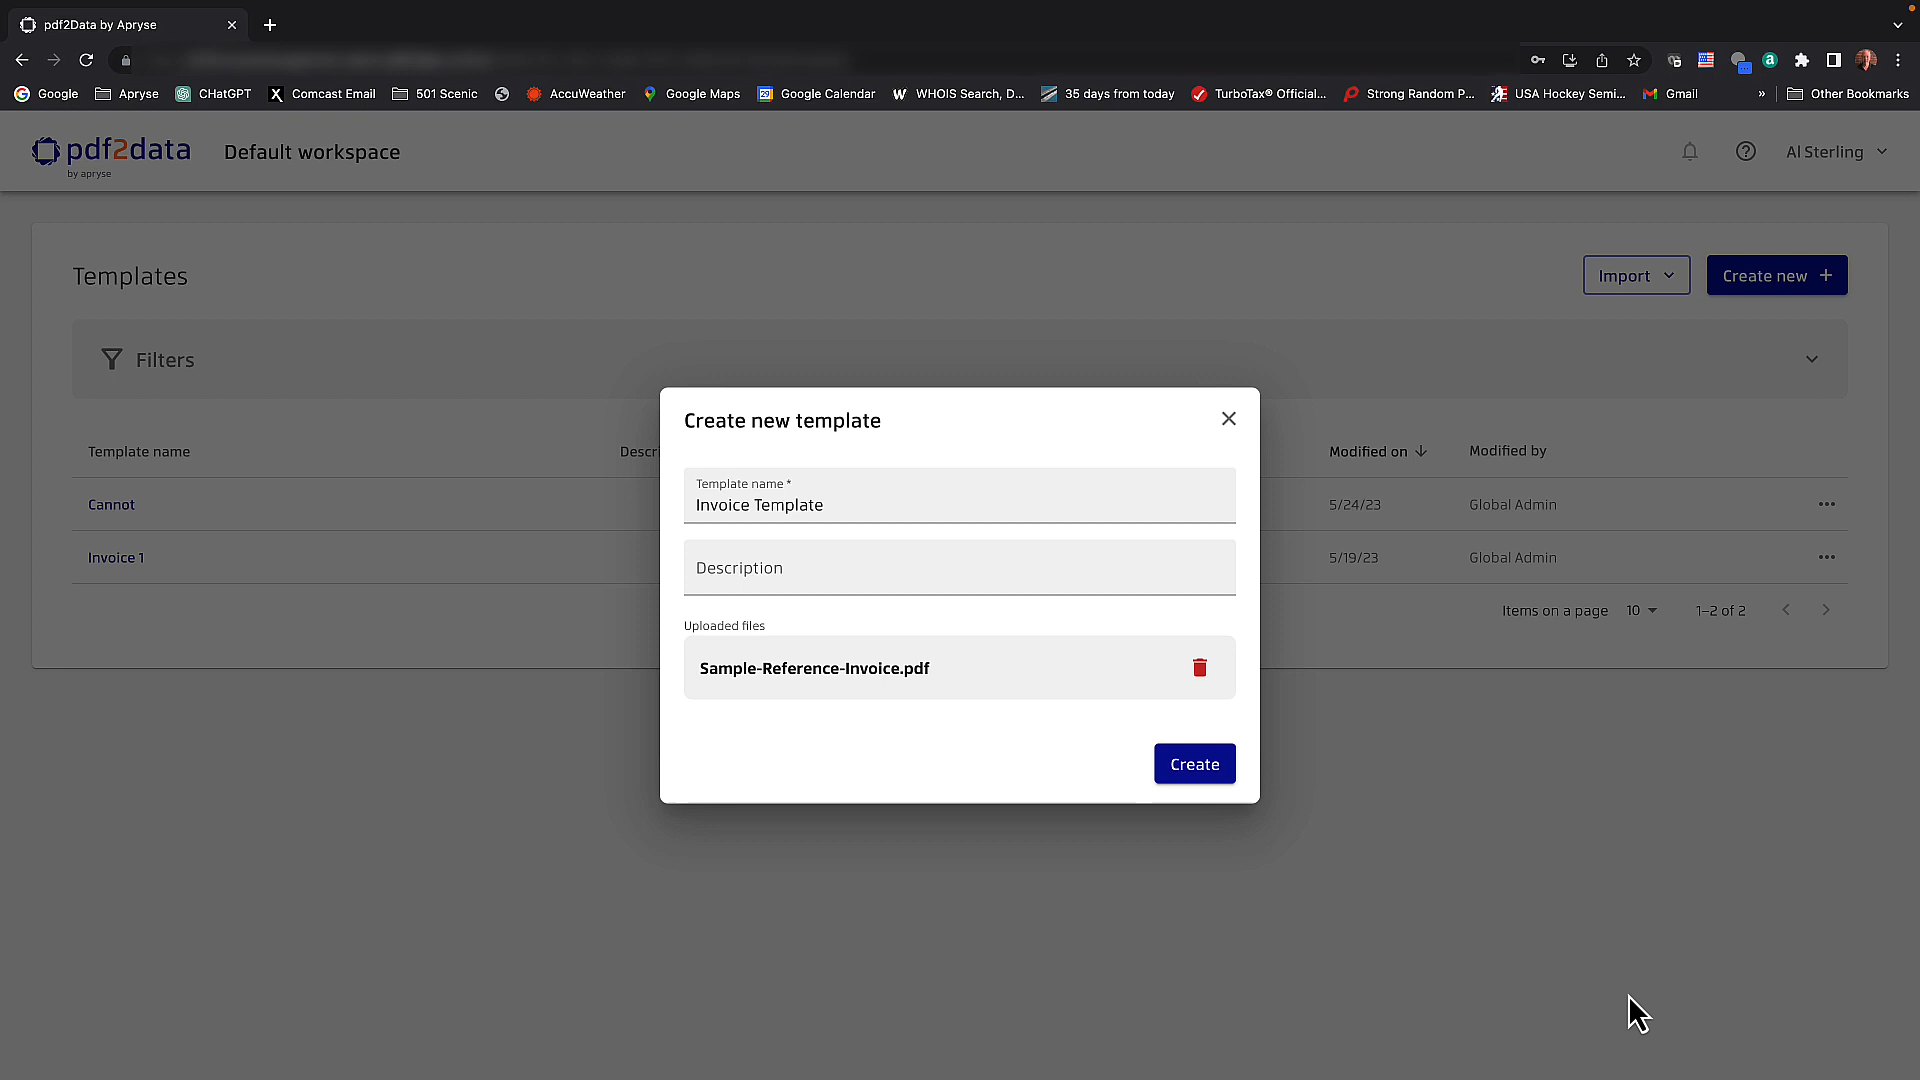 pdf2Data by Apryse
Google
Apryse
CHatGPT
Comcast Email
501 Scenic
AccuWeather
Google Maps
Google Calendar
WHOIS Search, D...
35 days from today
TurboTax® Official...
Strong Random P...
USA Hockey Semi...
Gmail
»
Other Bookmarks
pdf2data
by apryse
Default workspace
Al Sterling
Templates
Import
Create new +
Filters
Template name
Descri
Modified on
Modified by
Cannot
5/24/23
Global Admin
Invoice 1
5/19/23
Global Admin
Items on a page 10
1–2 of 2
Create new template
Template name *
Invoice Template
Description
Uploaded files
Sample-Reference-Invoice.pdf
Create